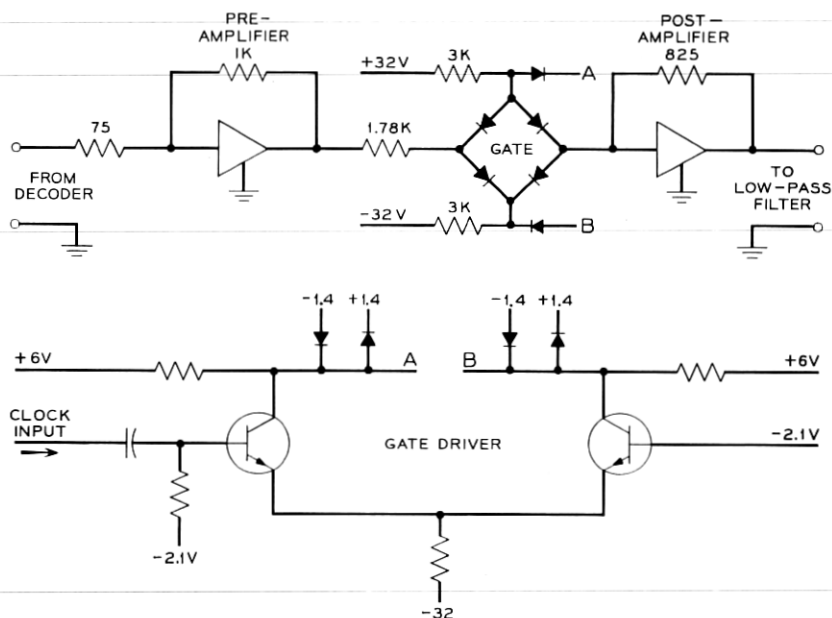 PRE-
AMPLIFIER
1K
POST-
AMPLIFIER
825
+32V
3K
A
75
1.78K
GATE
FROM
DECODER
TO
LOW-PASS
FILTER
-32V
3K
B
-1.4 +1.4
-1.4 +1.4
+6V
A
B
+6V
CLOCK
INPUT
GATE DRIVER
-2.1V
-2.1V
-32